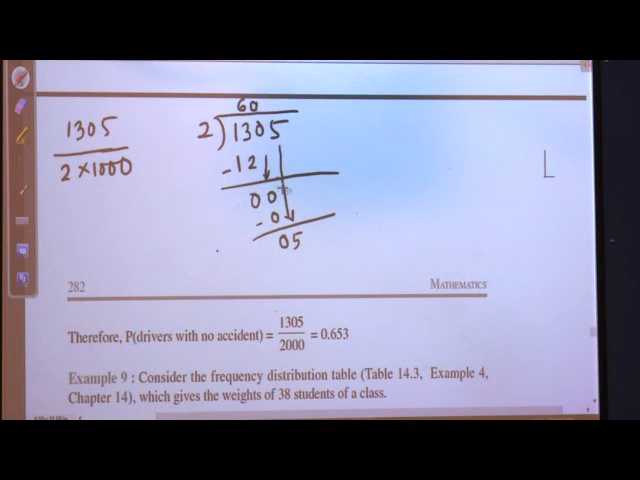 1305
2×1000
60
2)1305
-12
00
-0
05
L
282 MATHEMATICS
Therefore, P(drivers with no accident) = 1305/2000 = 0.653
Example 9 : Consider the frequency distribution table (Table 14.3, Example 4,
Chapter 14), which gives the weights of 38 students of a class.